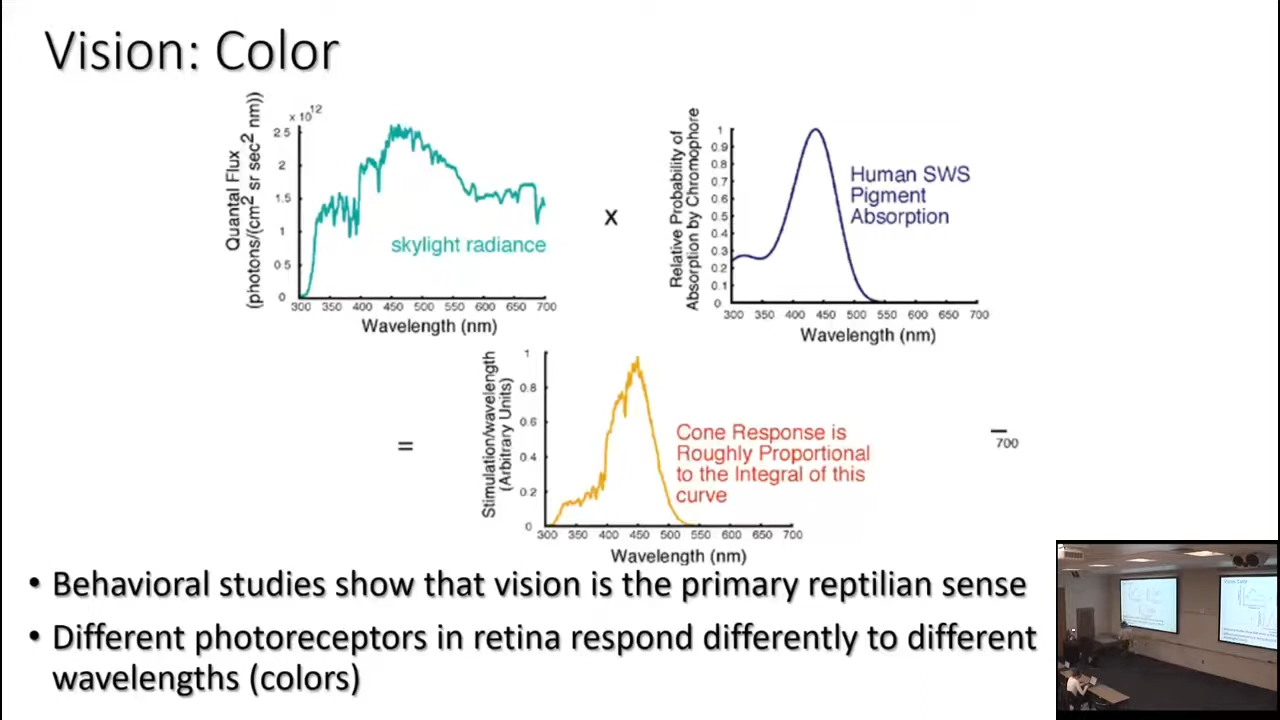 Vision: Color
Quantal Flux
(photons/(cm² sr sec² nm))
x 10¹²
2.5
2
1.5
1
0.5
0
skylight radiance
300 350 400 450 500 550 600 650 700
Wavelength (nm)
x
Relative Probability of
Absorption by Chromophore
1
0.9
0.8
0.7
0.6
0.5
0.4
0.3
0.2
0.1
0
Human SWS
Pigment
Absorption
300 350 400 450 500 550 600 650 700
Wavelength (nm)
=
Stimulation/wavelength
(Arbitrary Units)
1
0.8
0.6
0.4
0.2
0
Cone Response is
Roughly Proportional
to the Integral of this
curve
300 350 400 450 500 550 600 650 700
Wavelength (nm)
700
• Behavioral studies show that vision is the primary reptilian sense
• Different photoreceptors in retina respond differently to different
wavelengths (colors)